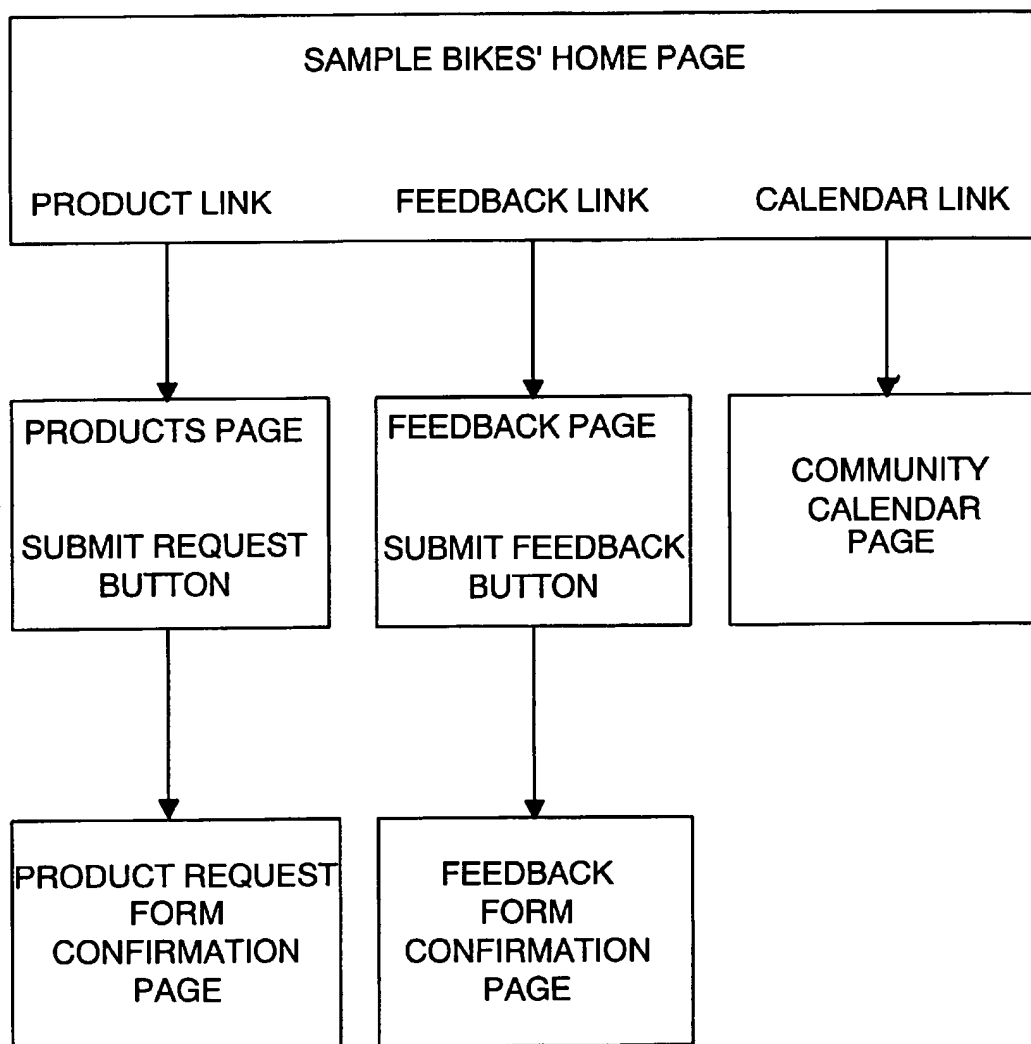 SAMPLE BIKES' HOME PAGE
PRODUCT LINK
FEEDBACK LINK
CALENDAR LINK
PRODUCTS PAGE
SUBMIT REQUEST
BUTTON
FEEDBACK PAGE
SUBMIT FEEDBACK
BUTTON
COMMUNITY
CALENDAR
PAGE
PRODUCT REQUEST
FORM
CONFIRMATION
PAGE
FEEDBACK
FORM
CONFIRMATION
PAGE